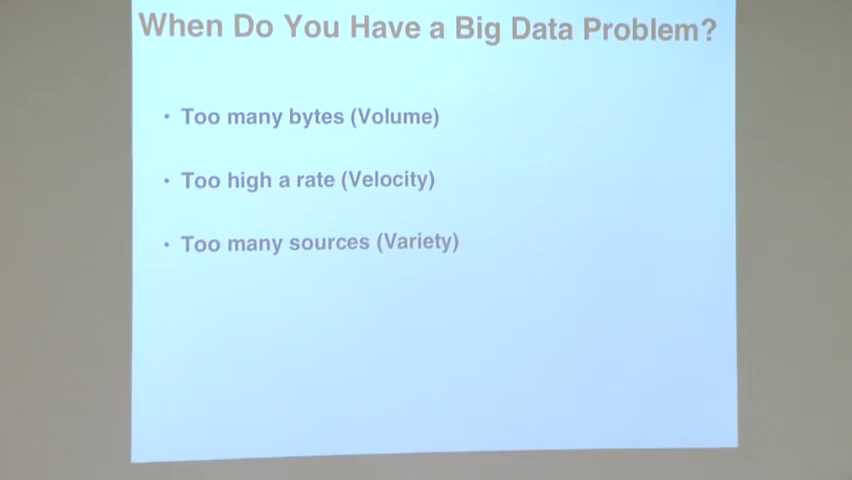 When Do You Have a Big Data Problem?
• Too many bytes (Volume)
• Too high a rate (Velocity)
• Too many sources (Variety)